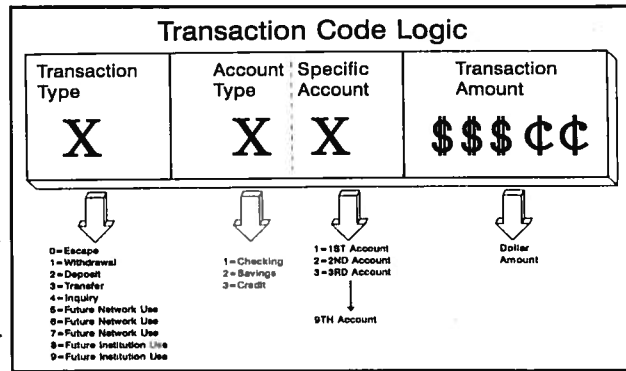 Transaction Code Logic
Transaction Type
Account Type
Specific Account
Transaction Amount
X
X
X
$$$¢¢
0=Escape
1=Withdrawal
2=Deposit
3=Transfer
4=Inquiry
5=Future Network Use
6=Future Network Use
7=Future Network Use
8=Future Institution Use
9=Future Institution Use
1=Checking
2=Savings
3=Credit
1=1ST Account
2=2ND Account
3=3RD Account
9TH Account
Dollar
Amount